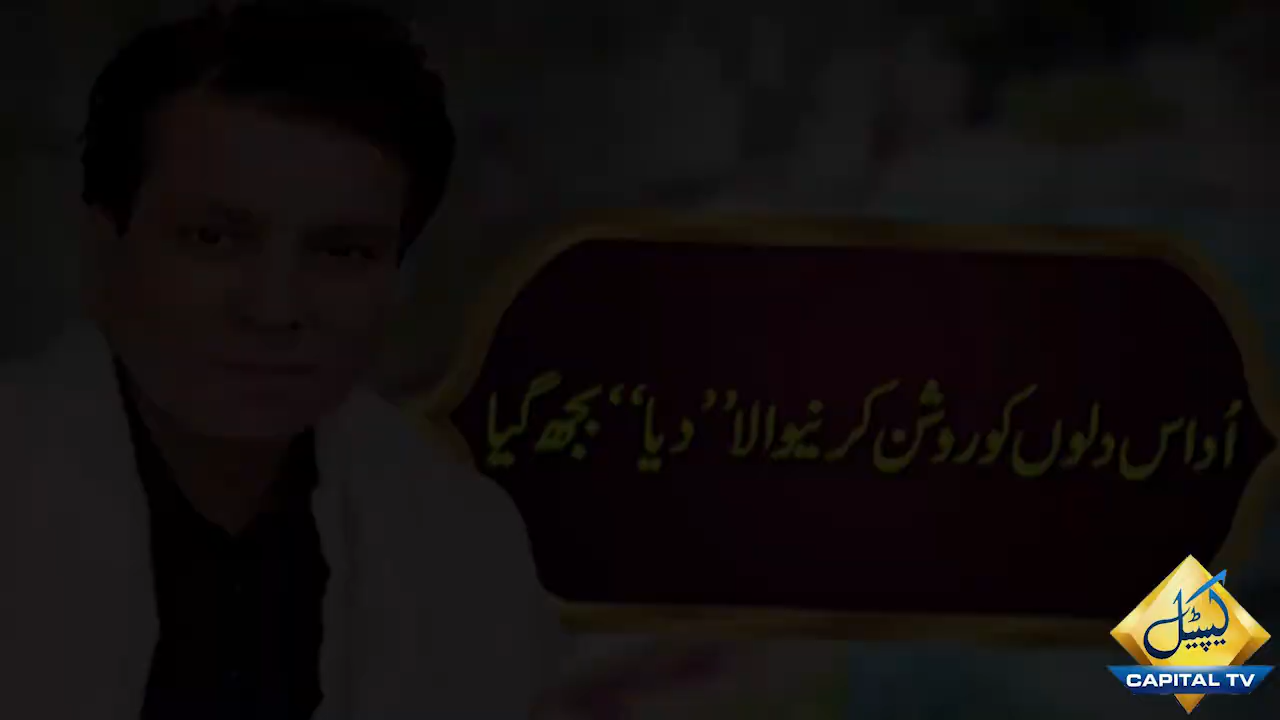 اُداس دلوں کو روشن کرنیوالا ”دیا“ بجھ گیا
کیپیٹل
CAPITAL TV